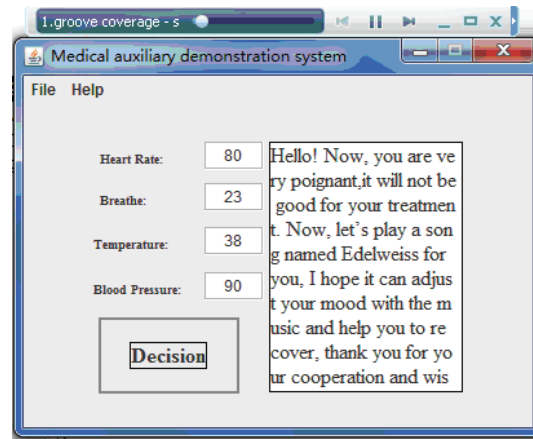 1.groove coverage - s
Medical auxiliary demonstration system
File Help
Heart Rate: 80
Breathe: 23
Temperature: 38
Blood Pressure: 90
Decision
Hello! Now, you are ve
ry poignant,it will not be
good for your treatmen
t. Now, let's play a son
g named Edelweiss for
you, I hope it can adjus
t your mood with the m
usic and help you to re
cover, thank you for yo
ur cooperation and wis